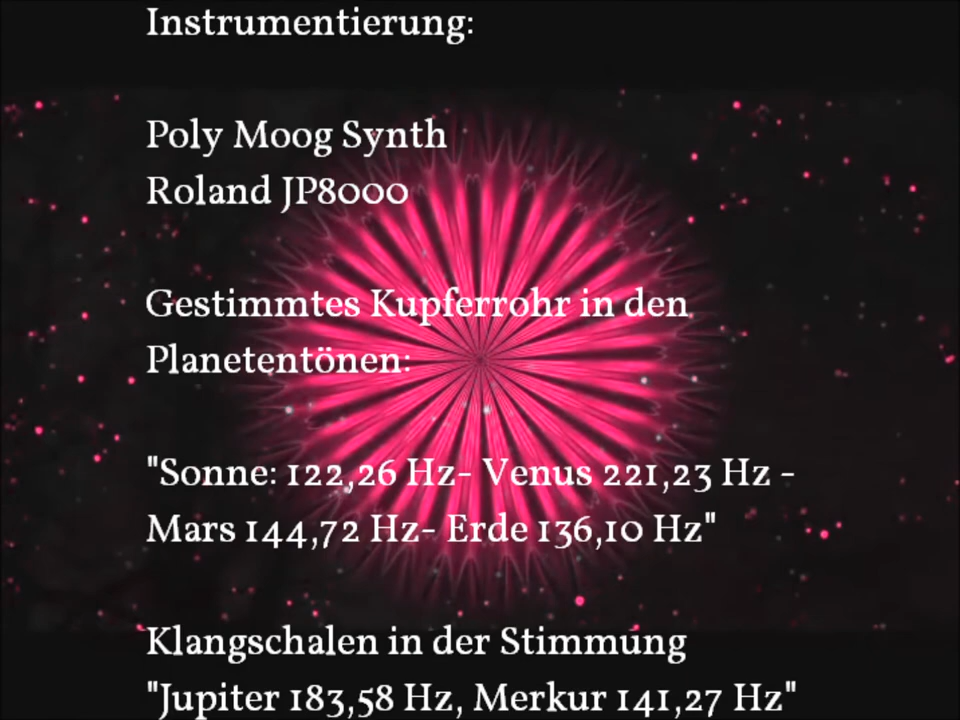 Instrumentierung:
Poly Moog Synth
Roland JP8000
Gestimmtes Kupferrohr in den
Planetentönen:
"Sonne: 122,26 Hz- Venus 221,23 Hz -
Mars 144,72 Hz- Erde 136,10 Hz"
Klangschalen in der Stimmung
"Jupiter 183,58 Hz, Merkur 141,27 Hz"